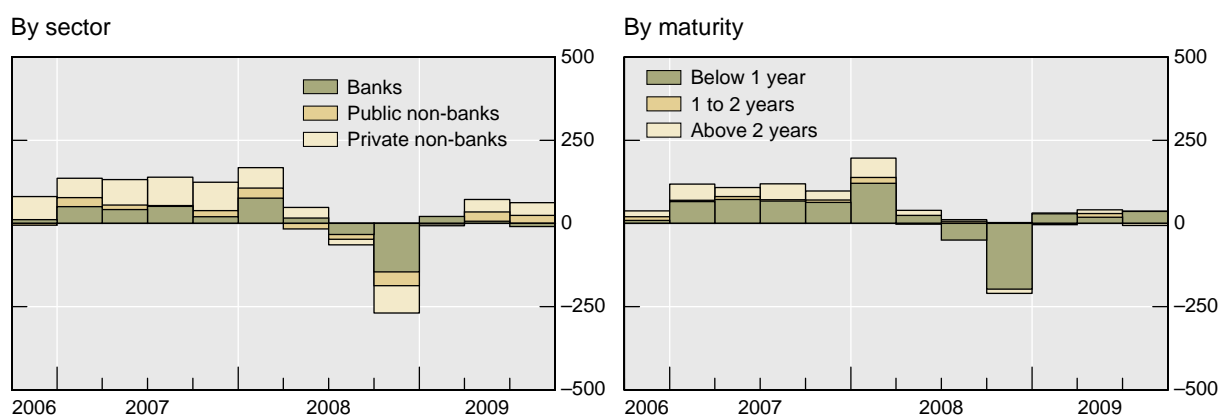 By sector
500
250
0
–250
–500
Banks
Public non-banks
Private non-banks
2006 2007 2008 2009
By maturity
500
250
0
–250
–500
Below 1 year
1 to 2 years
Above 2 years
2006 2007 2008 2009